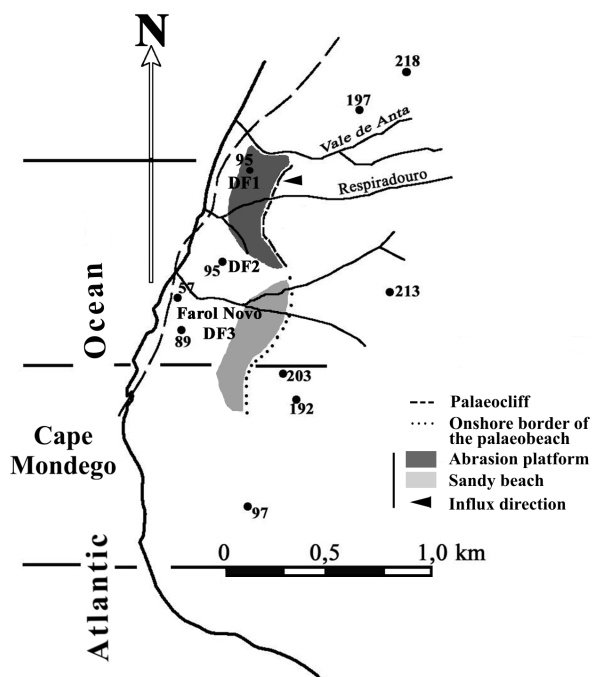 N
218
197
Vale de Anta
95
DF1
Respiradouro
95
DF2
57
213
Farol Novo
DF3
89
203
192
Cape
Mondego
97
Atlantic Ocean
Palaeocliff
Onshore border of
the palaeobeach
Abrasion platform
Sandy beach
Influx direction
0 0,5 1,0 km